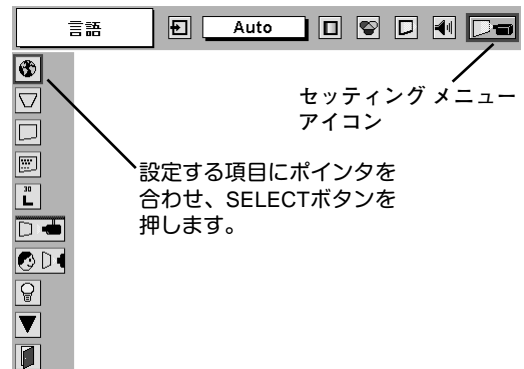 言語
Auto
セッティング メニュー
アイコン
設定する項目にポインタを
合わせ、SELECTボタンを
押します。
30
L